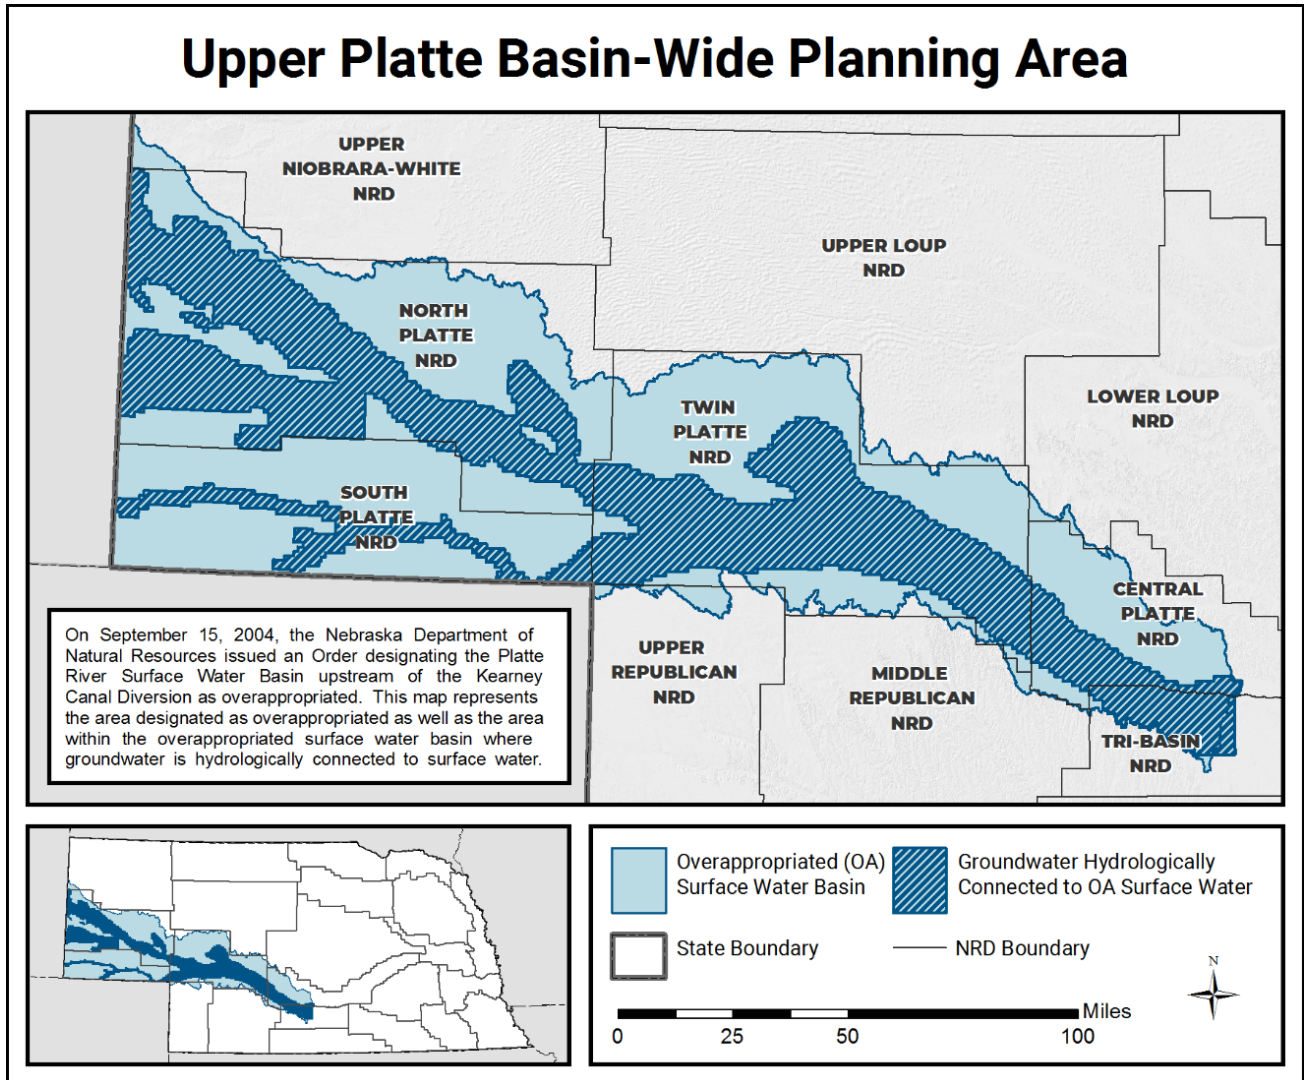 Upper Platte Basin-Wide Planning Area
UPPER
NIOBRARA-WHITE
NRD
UPPER LOUP
NRD
NORTH
PLATTE
NRD
LOWER LOUP
NRD
TWIN
PLATTE
NRD
SOUTH
PLATTE
NRD
CENTRAL
PLATTE
NRD
UPPER
REPUBLICAN
NRD
MIDDLE
REPUBLICAN
NRD
TRI-BASIN
NRD
On September 15, 2004, the Nebraska Department of
Natural Resources issued an Order designating the Platte
River Surface Water Basin upstream of the Kearney
Canal Diversion as overappropriated. This map represents
the area designated as overappropriated as well as the area
within the overappropriated surface water basin where
groundwater is hydrologically connected to surface water.
Overappropriated (OA)
Surface Water Basin
Groundwater Hydrologically
Connected to OA Surface Water
State Boundary
NRD Boundary
N
Miles
0 25 50 100